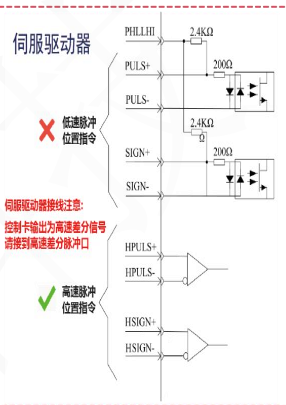 伺服驱动器
PHLLHI
2.4KΩ
PULS+
200Ω
PULS-
低速脉冲
位置指令
2.4KΩ
Ω
SIGN+
200Ω
SIGN-
伺服驱动器接线注意:
控制卡输出为高速差分信号
请接到高速差分脉冲口
HPULS+
HPULS-
高速脉冲
位置指令
HSIGN+
HSIGN-